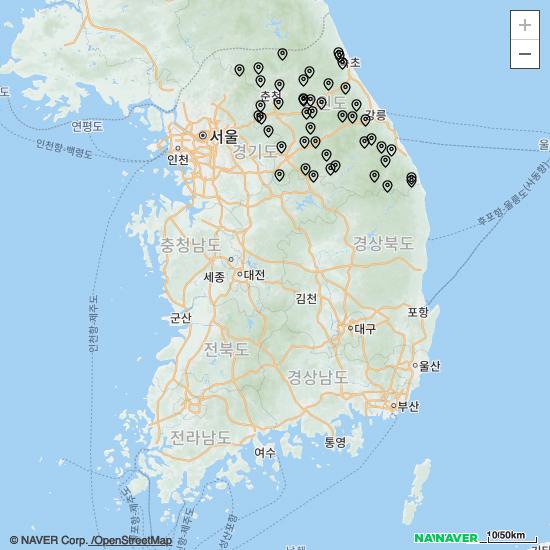 +
−
초
춘천
원도
강릉
연평도
서울
인천항-백령도
인천
경기도
울
후포항-울릉도(사동항)
충청남도
경상북도
세종
대전
인천항-제주도
김천
군산
포항
대구
전북도
울산
경상남도
부산
전라남도
통영
여수
© NAVER Corp. /OpenStreetMap
NAVER
10/50km